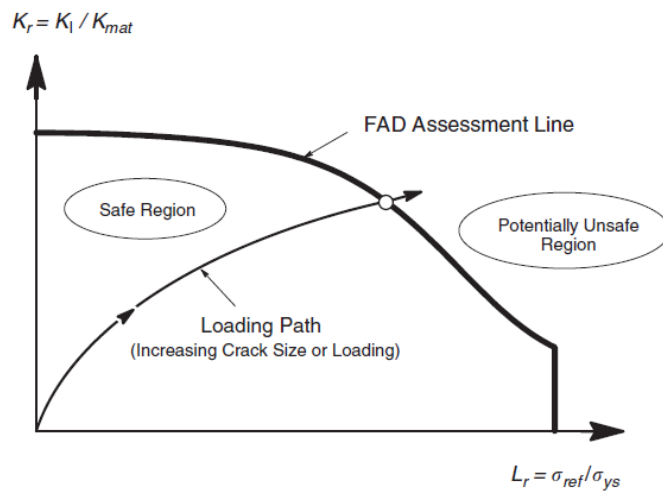 K_r = K_I / K_mat
FAD Assessment Line
Safe Region
Potentially Unsafe
Region
Loading Path
(Increasing Crack Size or Loading)
L_r = σ_ref/σ_ys